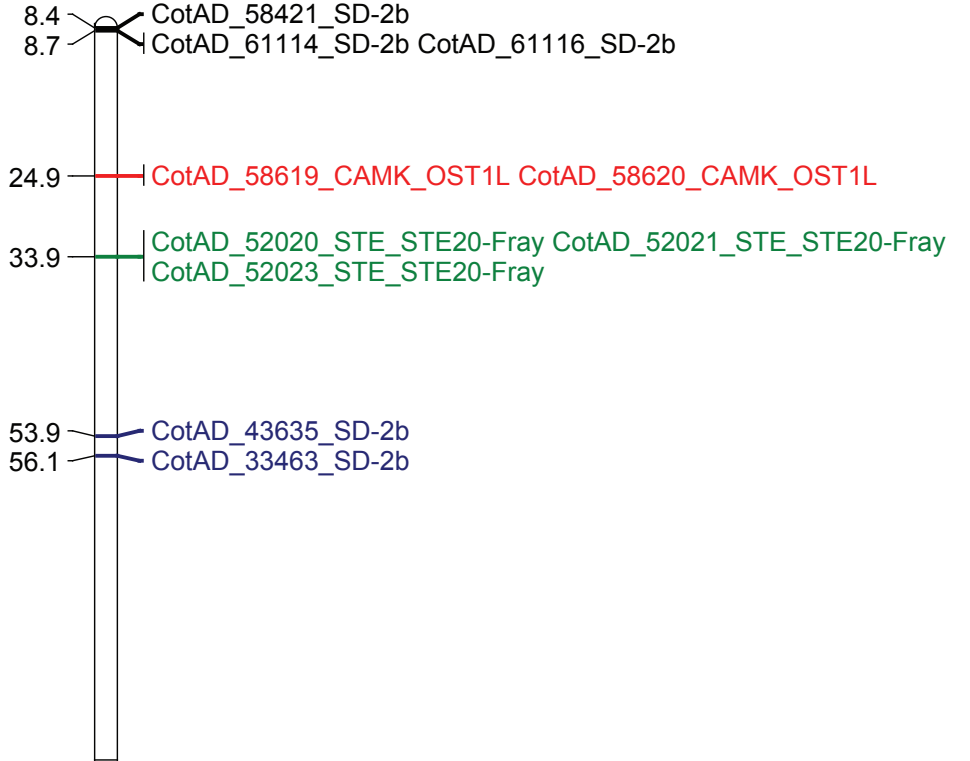 8.4 CotAD_58421_SD-2b
8.7 CotAD_61114_SD-2b CotAD_61116_SD-2b
24.9 CotAD_58619_CAMK_OST1L CotAD_58620_CAMK_OST1L
CotAD_52020_STE_STE20-Fray CotAD_52021_STE_STE20-Fray
33.9 CotAD_52023_STE_STE20-Fray
53.9 CotAD_43635_SD-2b
56.1 CotAD_33463_SD-2b